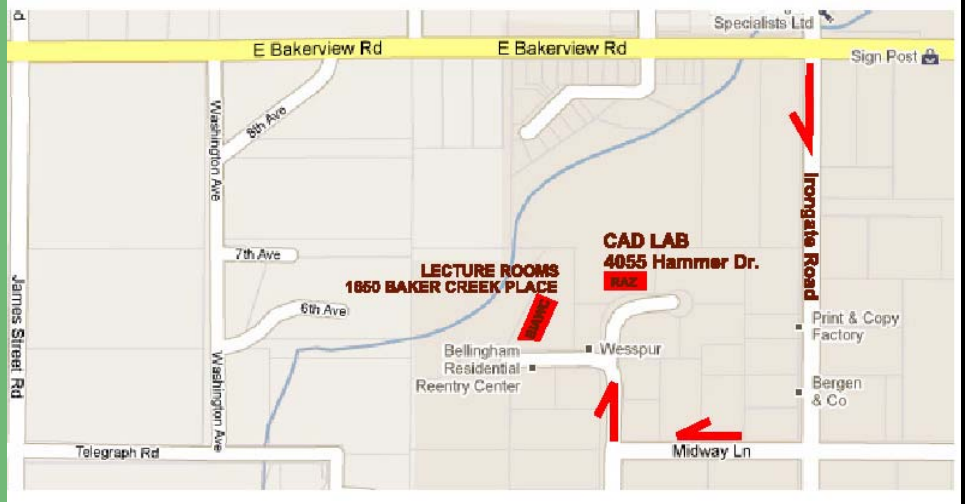 Specialists Ltd
E Bakerview Rd
E Bakerview Rd
Sign Post
8th Ave
Washington Ave
Irongate Road
7th Ave
CAD LAB
4055 Hammer Dr.
RAZ
LECTURE ROOMS
1650 BAKER CREEK PLACE
BIAWC
James Street Rd
6th Ave
Print & Copy
Factory
Wesspur
Bellingham
Residential
Reentry Center
Washington Ave
Bergen
& Co
Telegraph Rd
Midway Ln